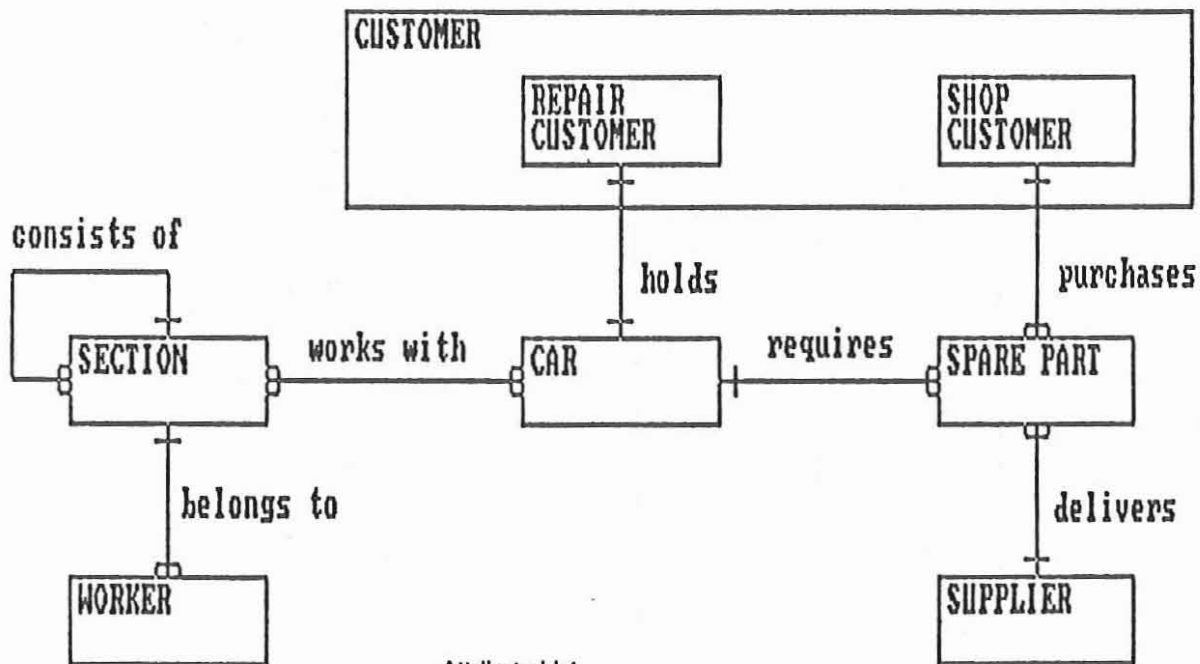 CUSTOMER
REPAIR
CUSTOMER
SHOP
CUSTOMER
consists of
holds
purchases
SECTION
works with
CAR
requires
SPARE PART
belongs to
delivers
WORKER
SUPPLIER